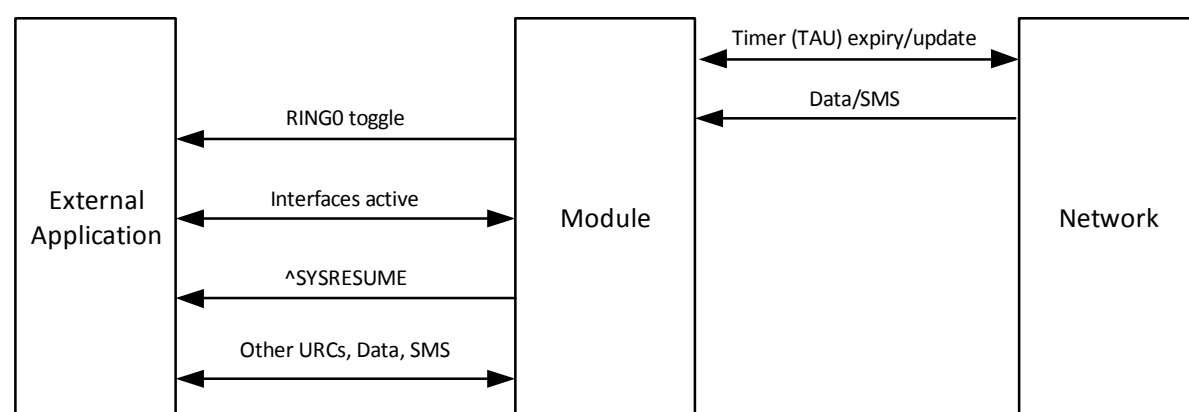 Timer (TAU) expiry/update
Data/SMS
RING0 toggle
Interfaces active
External
Application
Module
Network
^SYSRESUME
Other URCs, Data, SMS